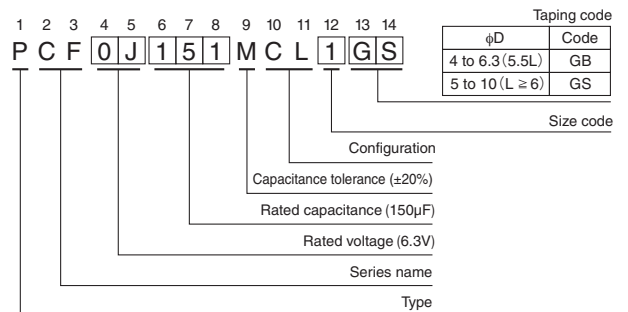 1 2 3 4 5 6 7 8 9 10 11 12 13 14
P C F 0 J 1 5 1 M C L 1 G S
Taping code
ϕD Code
4 to 6.3 (5.5L) GB
5 to 10 (L ≧ 6) GS
Size code
Configuration
Capacitance tolerance (±20%)
Rated capacitance (150µF)
Rated voltage (6.3V)
Series name
Type